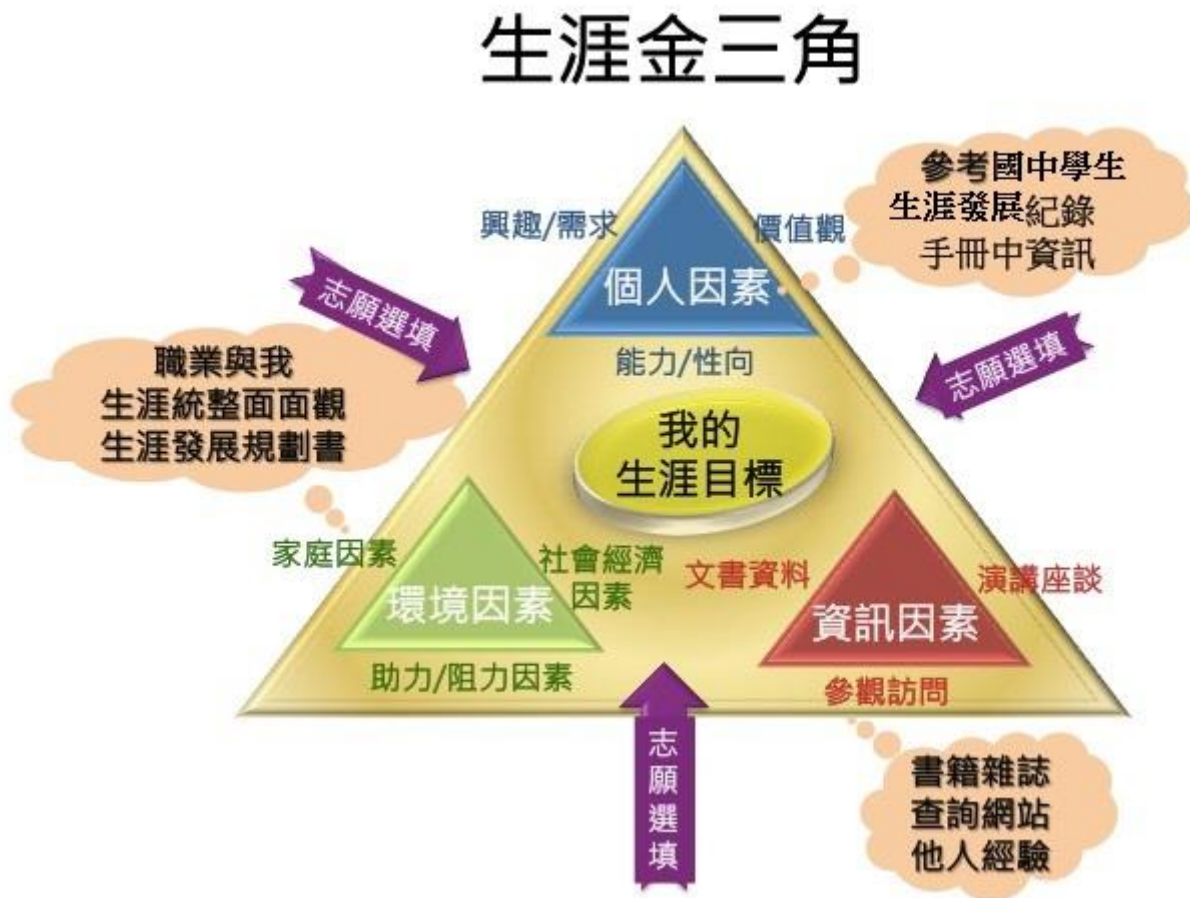 生涯金三角
參考國中學生
生涯發展紀錄
手冊中資訊
興趣/需求
價值觀
個人因素
能力/性向
志願選填
志願選填
職業與我
生涯統整面面觀
生涯發展規劃書
我的
生涯目標
家庭因素
社會經濟
因素
環境因素
助力/阻力因素
文書資料
演講座談
資訊因素
參觀訪問
志
願
選
填
書籍雜誌
查詢網站
他人經驗